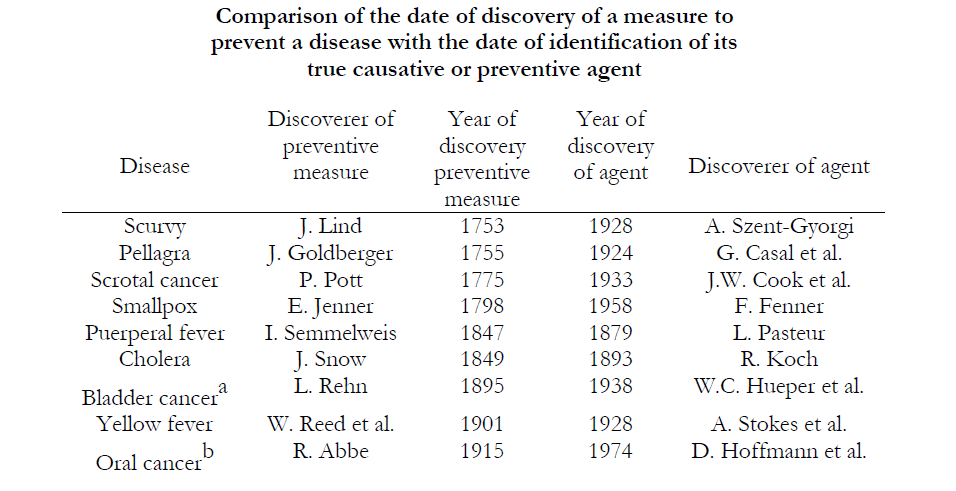 Comparison of the date of discovery of a measure to
prevent a disease with the date of identification of its
true causative or preventive agent
Disease Discoverer of preventive measure Year of discovery preventive measure Year of discovery of agent Discoverer of agent
Scurvy J. Lind 1753 1928 A. Szent-Gyorgi
Pellagra J. Goldberger 1755 1924 G. Casal et al.
Scrotal cancer P. Pott 1775 1933 J.W. Cook et al.
Smallpox E. Jenner 1798 1958 F. Fenner
Puerperal fever I. Semmelweis 1847 1879 L. Pasteur
Cholera J. Snow 1849 1893 R. Koch
Bladder cancer a L. Rehn 1895 1938 W.C. Hueper et al.
Yellow fever W. Reed et al. 1901 1928 A. Stokes et al.
Oral cancer b R. Abbe 1915 1974 D. Hoffmann et al.